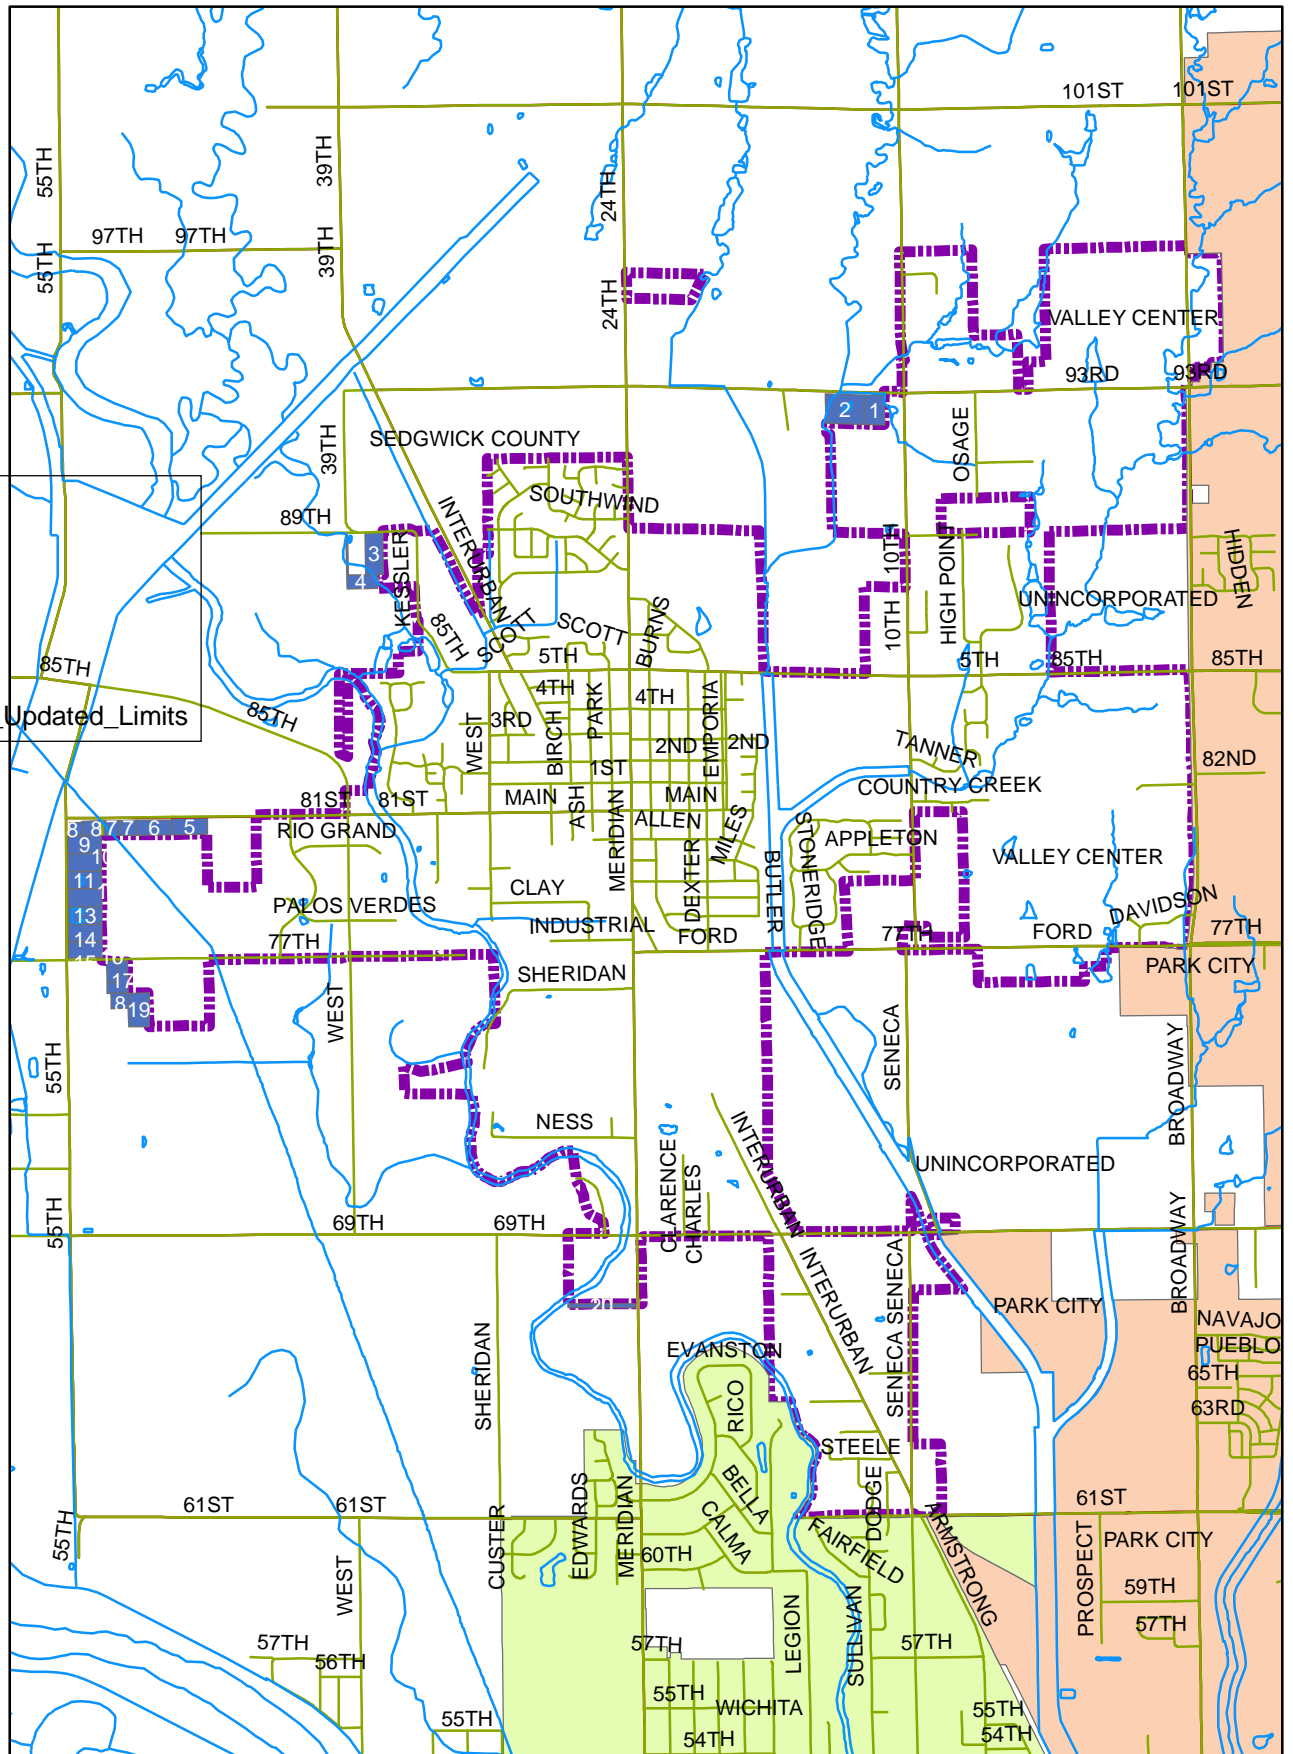 101ST
101ST
55TH
39TH
24TH
97TH
97TH
39TH
55TH
24TH
VALLEY CENTER
93RD
93RD
2
1
SEDGWICK COUNTY
39TH
OSAGE
SOUTHWIND
INTERURBAN
89TH
10TH
10TH
HIGH POINT
HIDDEN
3
4
KESSLER
UNINCORPORATED
85TH
SCOTT
SCOTT
BURNS
5TH
5TH
85TH
85TH
85TH
85TH
_Updated_Limits
4TH
4TH
3RD
WEST
BIRCH
PARK
EMPORIA
2ND
2ND
1ST
TANNER
82ND
COUNTRY CREEK
81ST
81ST
MAIN
MAIN
ASH
MERIDIAN
ALLEN
MILES
8
8
7
7
6
5
RIO GRAND
9
10
APPLETON
STONERIDGE
BUTLER
VALLEY CENTER
11
CLAY
DEXTER
PALOS VERDES
13
INDUSTRIAL
DAVIDSON
14
77TH
FORD
77TH
FORD
77TH
15
16
PARK CITY
17
SHERIDAN
8
19
WEST
SENECA
55TH
BROADWAY
NESS
INTERURBAN
CLARENCE
CHARLES
UNINCORPORATED
55TH
69TH
69TH
BROADWAY
INTERURBAN
SENECA
SENECA
20
PARK CITY
NAVAJO
EVANSTON
PUEBLO
SHERIDAN
RICO
65TH
63RD
STEELE
BELLA
DODGE
61ST
61ST
EDWARDS
MERIDIAN
61ST
CUSTER
CALMA
ARMSTRONG
55TH
FAIRFIELD
PROSPECT
PARK CITY
60TH
WEST
59TH
LEGION
SULLIVAN
57TH
57TH
57TH
57TH
56TH
55TH
WICHITA
55TH
55TH
54TH
54TH